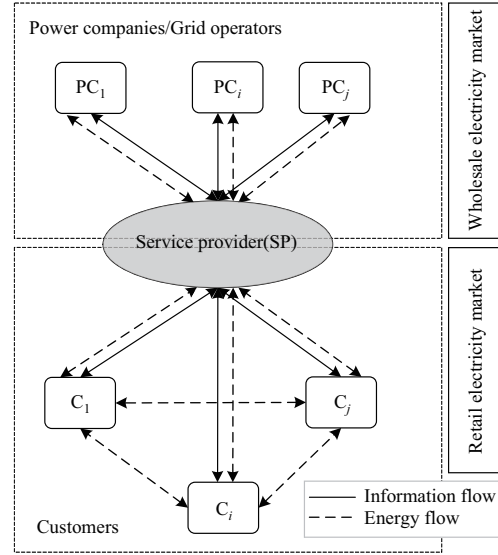 Power companies/Grid operators
PC1
PCi
PCj
Wholesale electricity market
Service provider(SP)
Retail electricity market
C1
Cj
Ci
Information flow
Energy flow
Customers